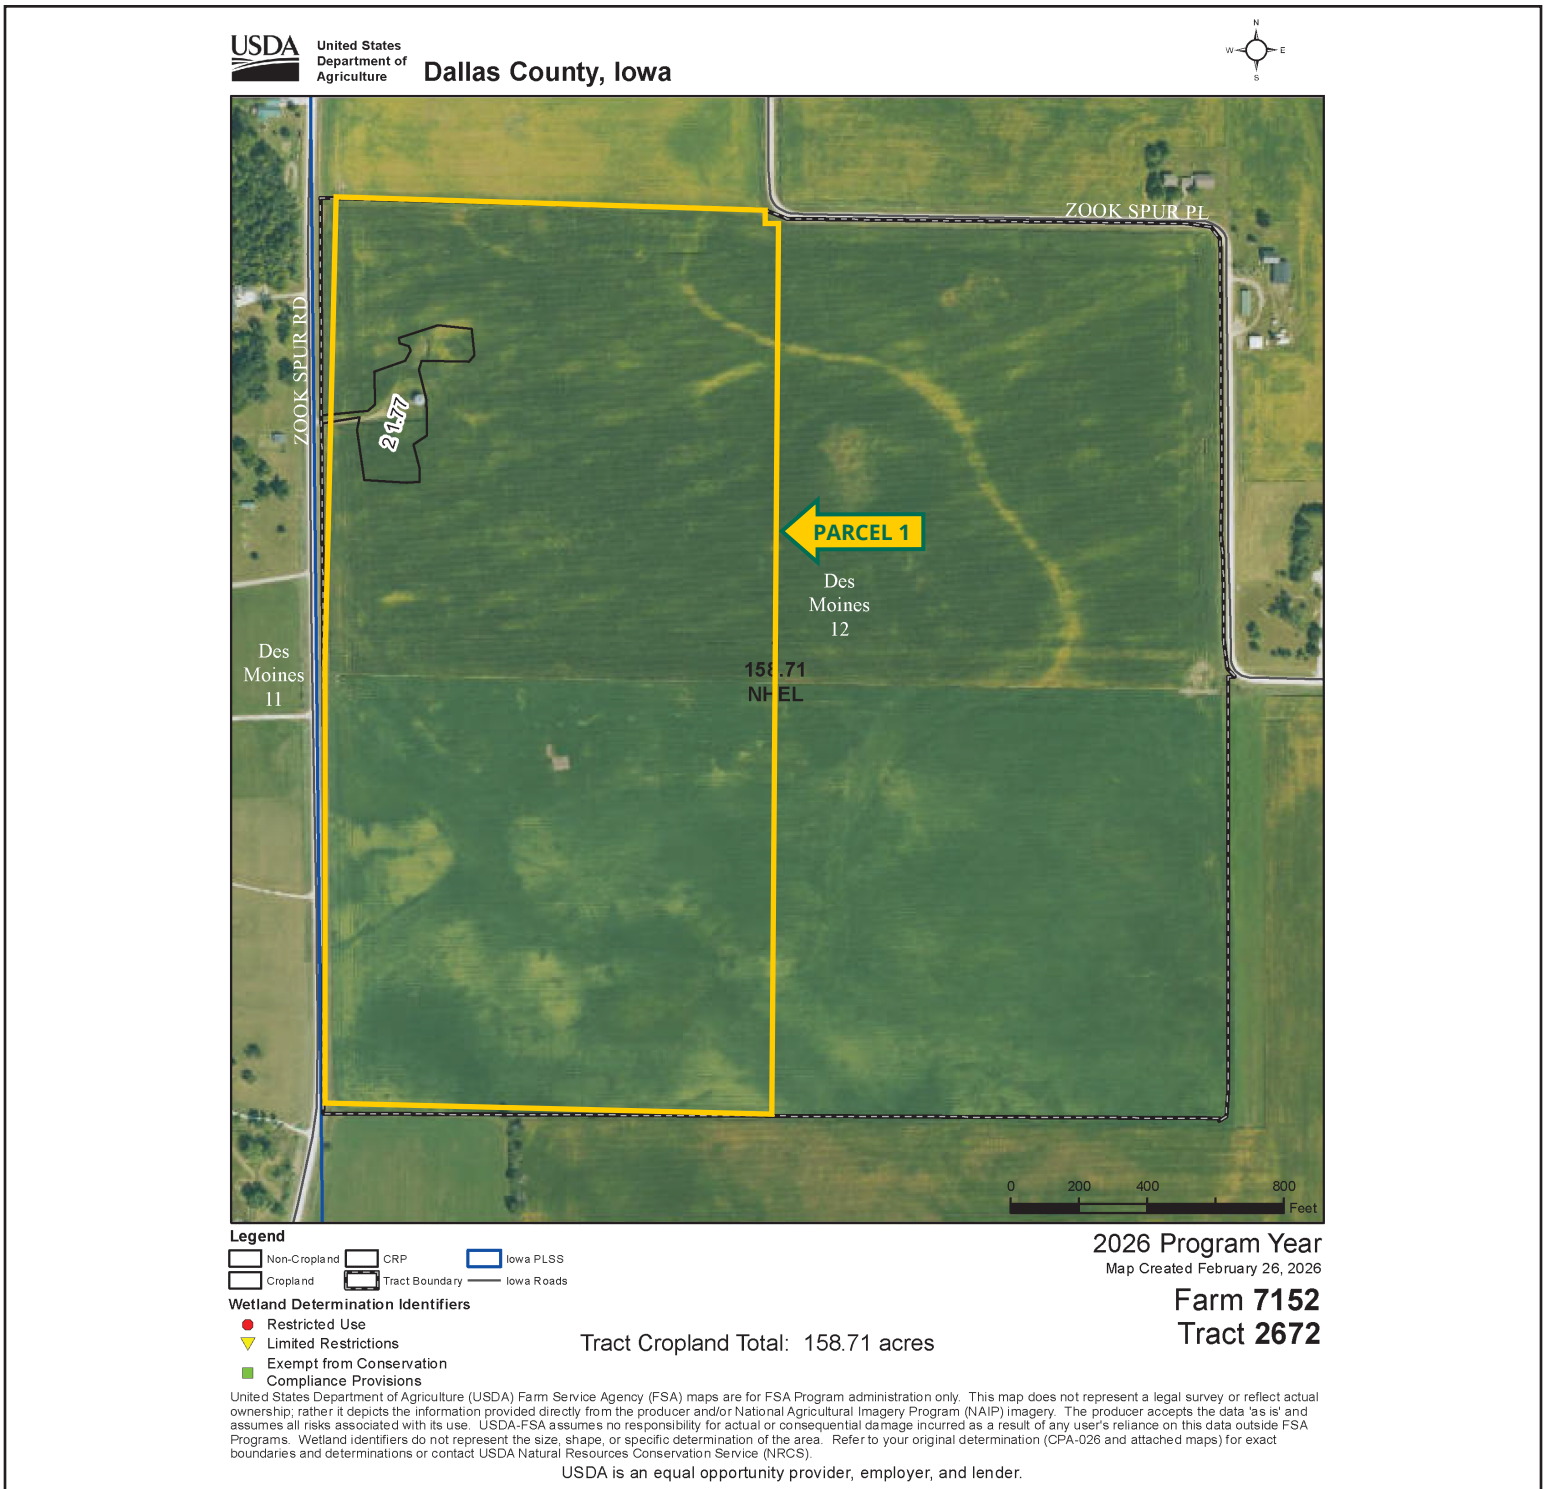 USDA
United States
Department of
Agriculture
Dallas County, Iowa
N
W E
S
ZOOK SPUR PL
ZOOK SPUR RD
2 1.77
PARCEL 1
Des
Moines
12
Des
Moines
11
158.71
NHEL
0 200 400 800
Feet
Legend
Non-Cropland CRP Iowa PLSS
Cropland Tract Boundary Iowa Roads
Wetland Determination Identifiers
Restricted Use
Limited Restrictions
Exempt from Conservation
Compliance Provisions
Tract Cropland Total: 158.71 acres
2026 Program Year
Map Created February 26, 2026
Farm 7152
Tract 2672
United States Department of Agriculture (USDA) Farm Service Agency (FSA) maps are for FSA Program administration only. This map does not represent a legal survey or reflect actual
ownership; rather it depicts the information provided directly from the producer and/or National Agricultural Imagery Program (NAIP) imagery. The producer accepts the data 'as is' and
assumes all risks associated with its use. USDA-FSA assumes no responsibility for actual or consequential damage incurred as a result of any user's reliance on this data outside FSA
Programs. Wetland identifiers do not represent the size, shape, or specific determination of the area. Refer to your original determination (CPA-026 and attached maps) for exact
boundaries and determinations or contact USDA Natural Resources Conservation Service (NRCS).
USDA is an equal opportunity provider, employer, and lender.